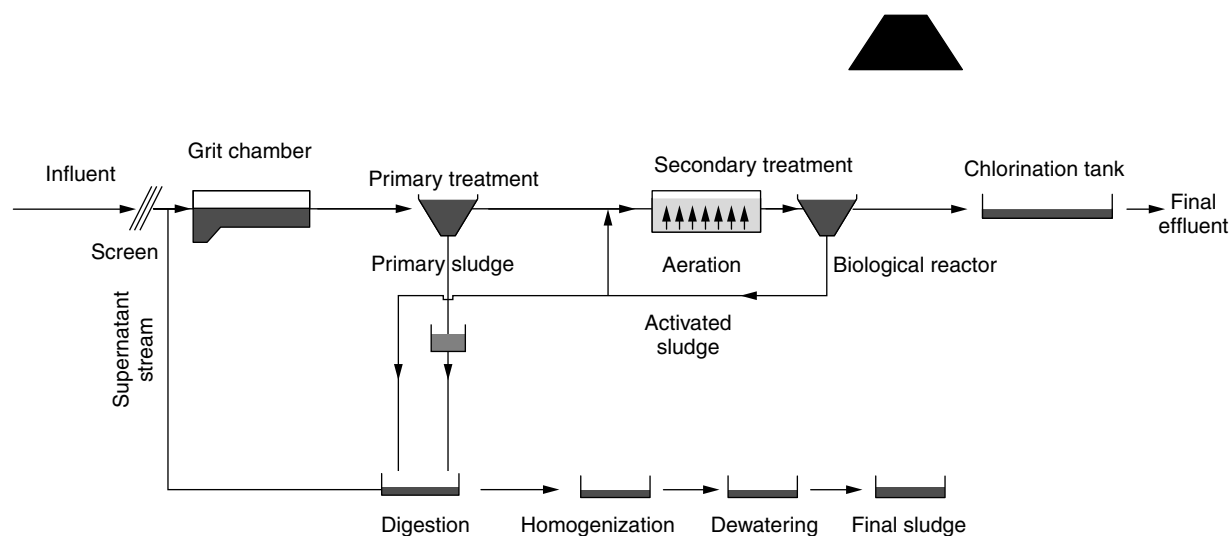 Grit chamber
Influent
Primary treatment
Secondary treatment
Chlorination tank
Final
effluent
Screen
Primary sludge
Aeration
Biological reactor
Supernatant
stream
Activated
sludge
Digestion
Homogenization
Dewatering
Final sludge